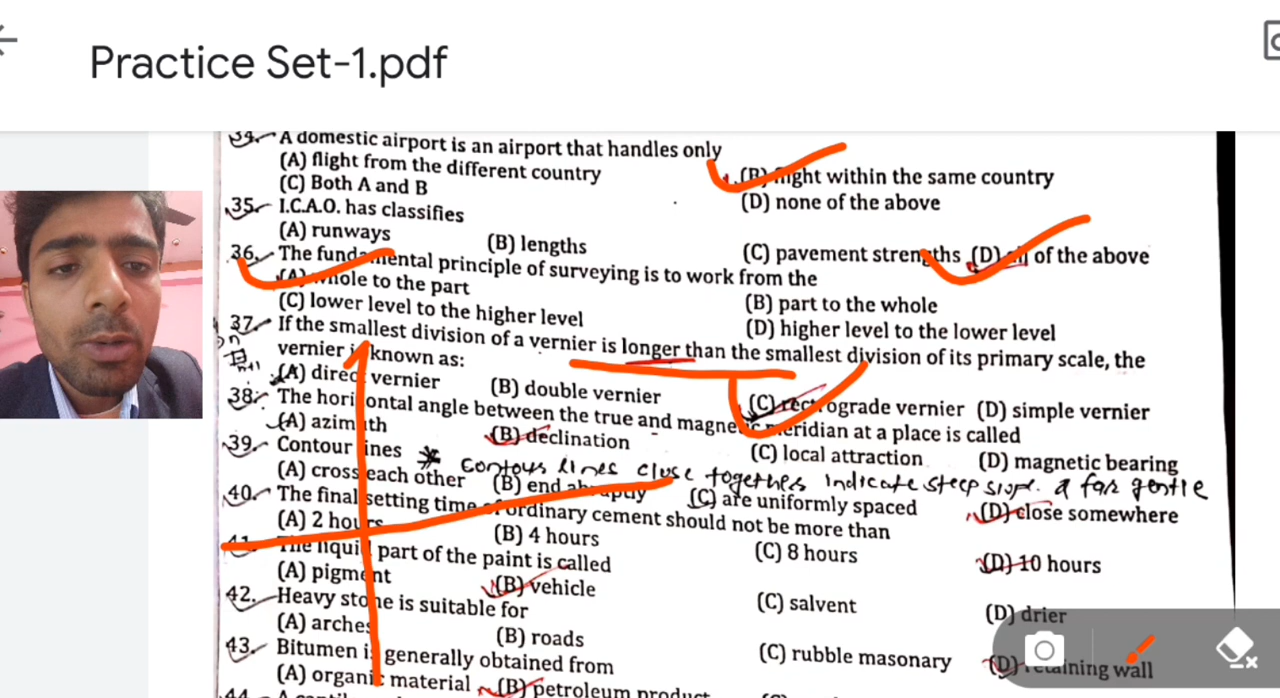 Practice Set-1.pdf
34. A domestic airport is an airport that handles only
(A) flight from the different country
(B) flight within the same country
(C) Both A and B
(D) none of the above
35. I.C.A.O. has classifies
(A) runways (B) lengths (C) pavement strengths (D) all of the above
36. The fundamental principle of surveying is to work from the
(A) whole to the part (B) part to the whole
(C) lower level to the higher level (D) higher level to the lower level
37. If the smallest division of a vernier is longer than the smallest division of its primary scale, the
vernier is known as:
(A) direct vernier (B) double vernier (C) rectrograde vernier (D) simple vernier
38. The horizontal angle between the true and magnetic meridian at a place is called
(A) azimuth (B) declination (C) local attraction (D) magnetic bearing
39. Contour lines
contours lines close together indicate steep slope. & far gentle
(A) cross each other (B) end abruptly (C) are uniformly spaced (D) close somewhere
40. The final setting time of ordinary cement should not be more than
(A) 2 hours (B) 4 hours (C) 8 hours (D) 10 hours
41. The liquid part of the paint is called
(A) pigment (B) vehicle (C) salvent (D) drier
42. Heavy stone is suitable for
(A) arches (B) roads (C) rubble masonary (D) retaining wall
43. Bitumen is generally obtained from
(A) organic material (B) petroleum product